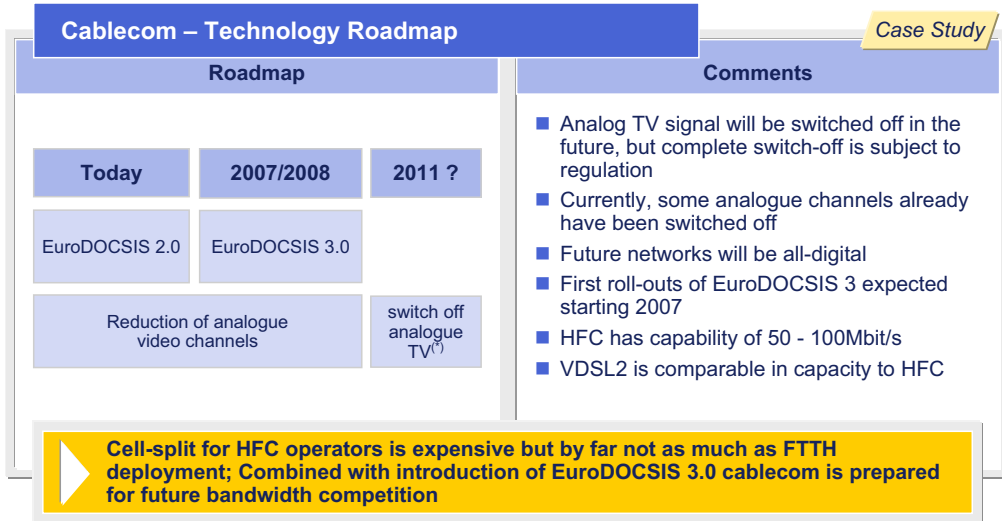 Cablecom – Technology Roadmap
Case Study
Roadmap
Today
2007/2008
2011 ?
EuroDOCSIS 2.0
EuroDOCSIS 3.0
Reduction of analogue
video channels
switch off
analogue
TV(*)
Comments
Analog TV signal will be switched off in the
future, but complete switch-off is subject to
regulation
Currently, some analogue channels already
have been switched off
Future networks will be all-digital
First roll-outs of EuroDOCSIS 3 expected
starting 2007
HFC has capability of 50 - 100Mbit/s
VDSL2 is comparable in capacity to HFC
Cell-split for HFC operators is expensive but by far not as much as FTTH
deployment; Combined with introduction of EuroDOCSIS 3.0 cablecom is prepared
for future bandwidth competition